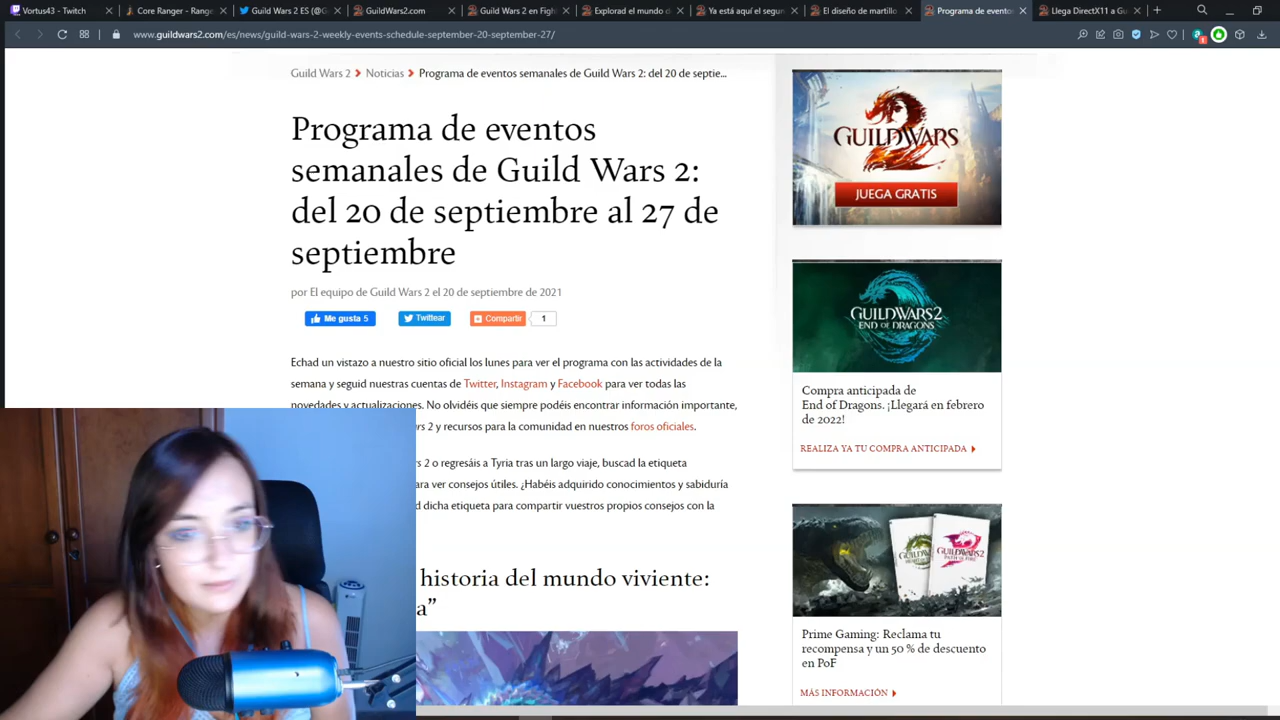 Vortus43 - Twitch
Core Ranger - Range
Twitter Guild Wars 2 ES (@G
GuildWars2.com
Guild Wars 2 en Figh
Explorad el mundo d
Ya está aquí el segun
El diseño de martillo
Programa de evento
Llega DirectX11 a Gu
www.guildwars2.com/es/news/guild-wars-2-weekly-events-schedule-september-20-september-27/
Guild Wars 2 > Noticias > Programa de eventos semanales de Guild Wars 2: del 20 de septie...
Programa de eventos
semanales de Guild Wars 2:
del 20 de septiembre al 27 de
septiembre
por El equipo de Guild Wars 2 el 20 de septiembre de 2021
Me gusta 5
Twittear
Compartir
1
Echad un vistazo a nuestro sitio oficial los lunes para ver el programa con las actividades de la
semana y seguid nuestras cuentas de Twitter, Instagram y Facebook para ver todas las
novedades y actualizaciones. No olvidéis que siempre podéis encontrar información importante,
rs 2 y recursos para la comunidad en nuestros foros oficiales.
rs 2 o regresáis a Tyria tras un largo viaje, buscad la etiqueta
ara ver consejos útiles. ¿Habéis adquirido conocimientos y sabiduría
d dicha etiqueta para compartir vuestros propios consejos con la
historia del mundo viviente:
a”
GUILD WARS 2
JUEGA GRATIS
GUILD WARS 2
END OF DRAGONS
Compra anticipada de
End of Dragons. ¡Llegará en febrero
de 2022!
REALIZA YA TU COMPRA ANTICIPADA
GUILD WARS 2
GUILD WARS 2
PATH OF FIRE
Prime Gaming: Reclama tu
recompensa y un 50 % de descuento
en PoF
MÁS INFORMACIÓN